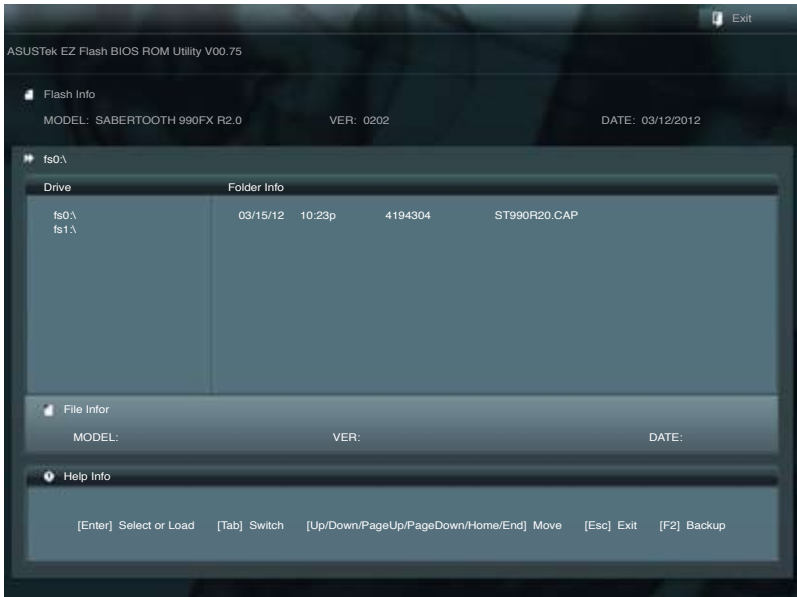 Exit
ASUSTek EZ Flash BIOS ROM Utility V00.75
Flash Info
MODEL: SABERTOOTH 990FX R2.0 VER: 0202 DATE: 03/12/2012
fs0:\
Drive Folder Info
fs0:\ 03/15/12 10:23p 4194304 ST990R20.CAP
fs1:\
File Infor
MODEL: VER: DATE:
Help Info
[Enter] Select or Load [Tab] Switch [Up/Down/PageUp/PageDown/Home/End] Move [Esc] Exit [F2] Backup